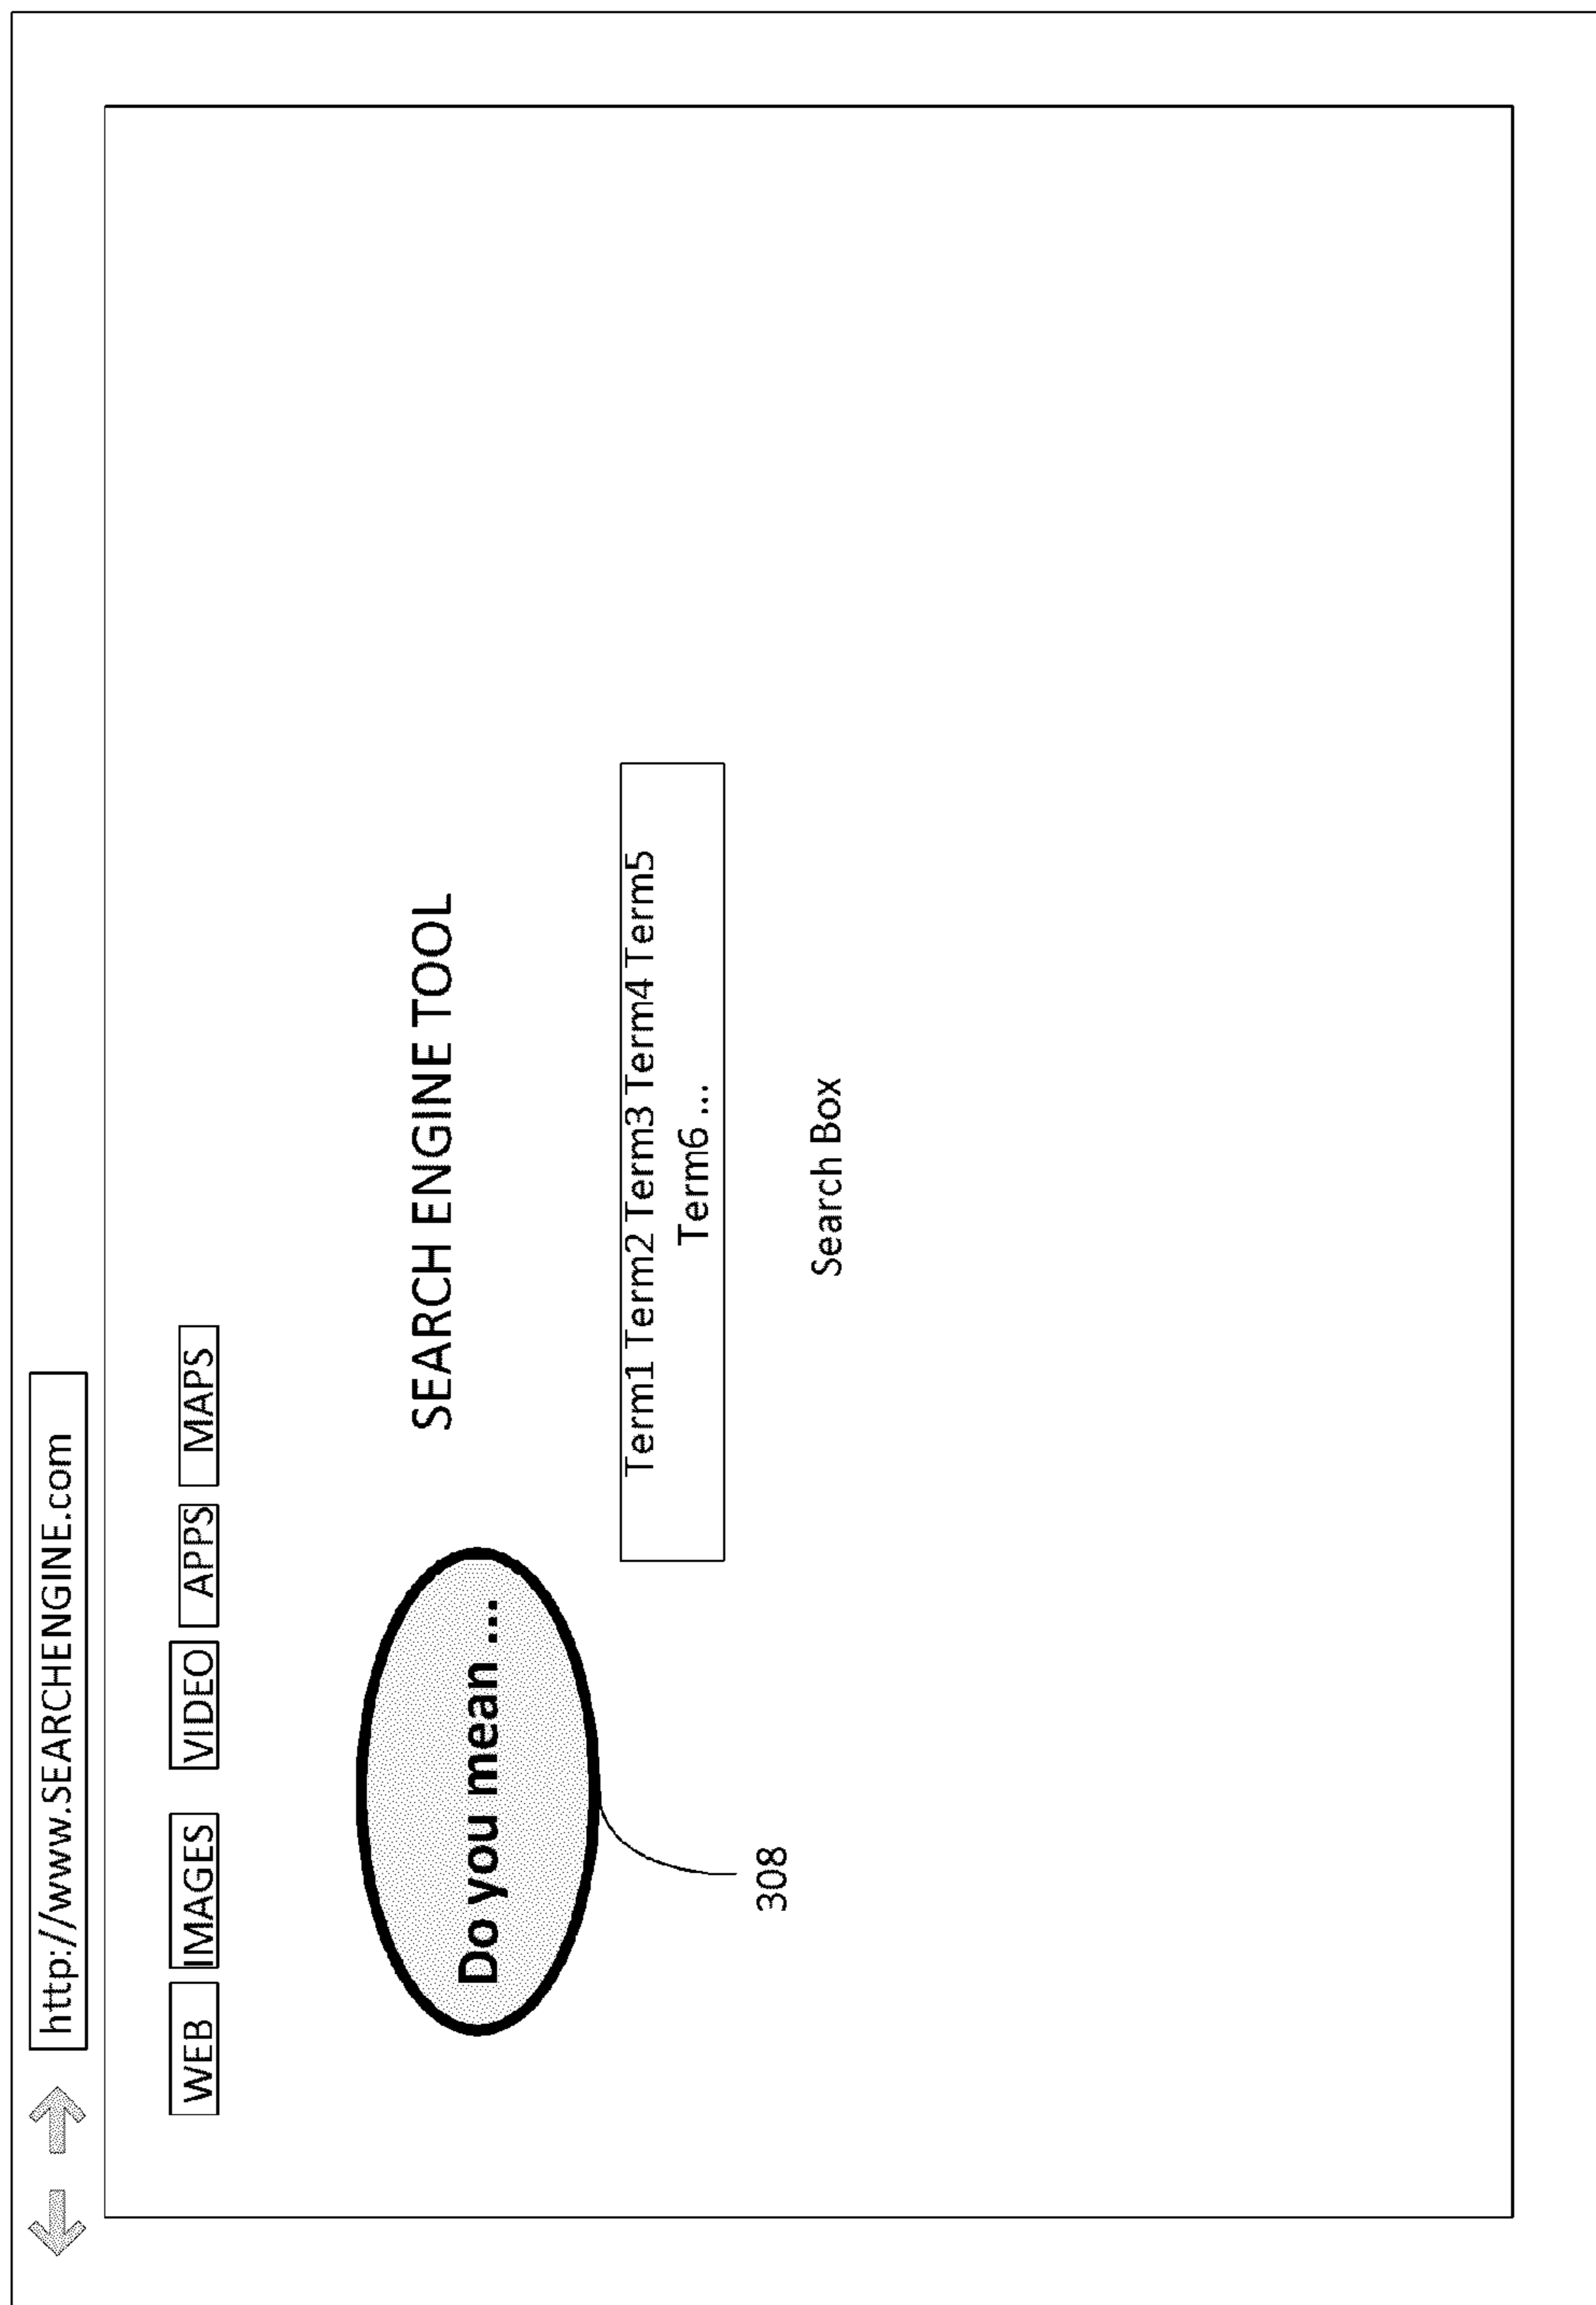 http://www.SEARCHENGINE.com
WEB IMAGES VIDEO APPS MAPS
SEARCH ENGINE TOOL
Do you mean ...
Term1 Term2 Term3 Term4 Term5
Term6 ...
308
Search Box